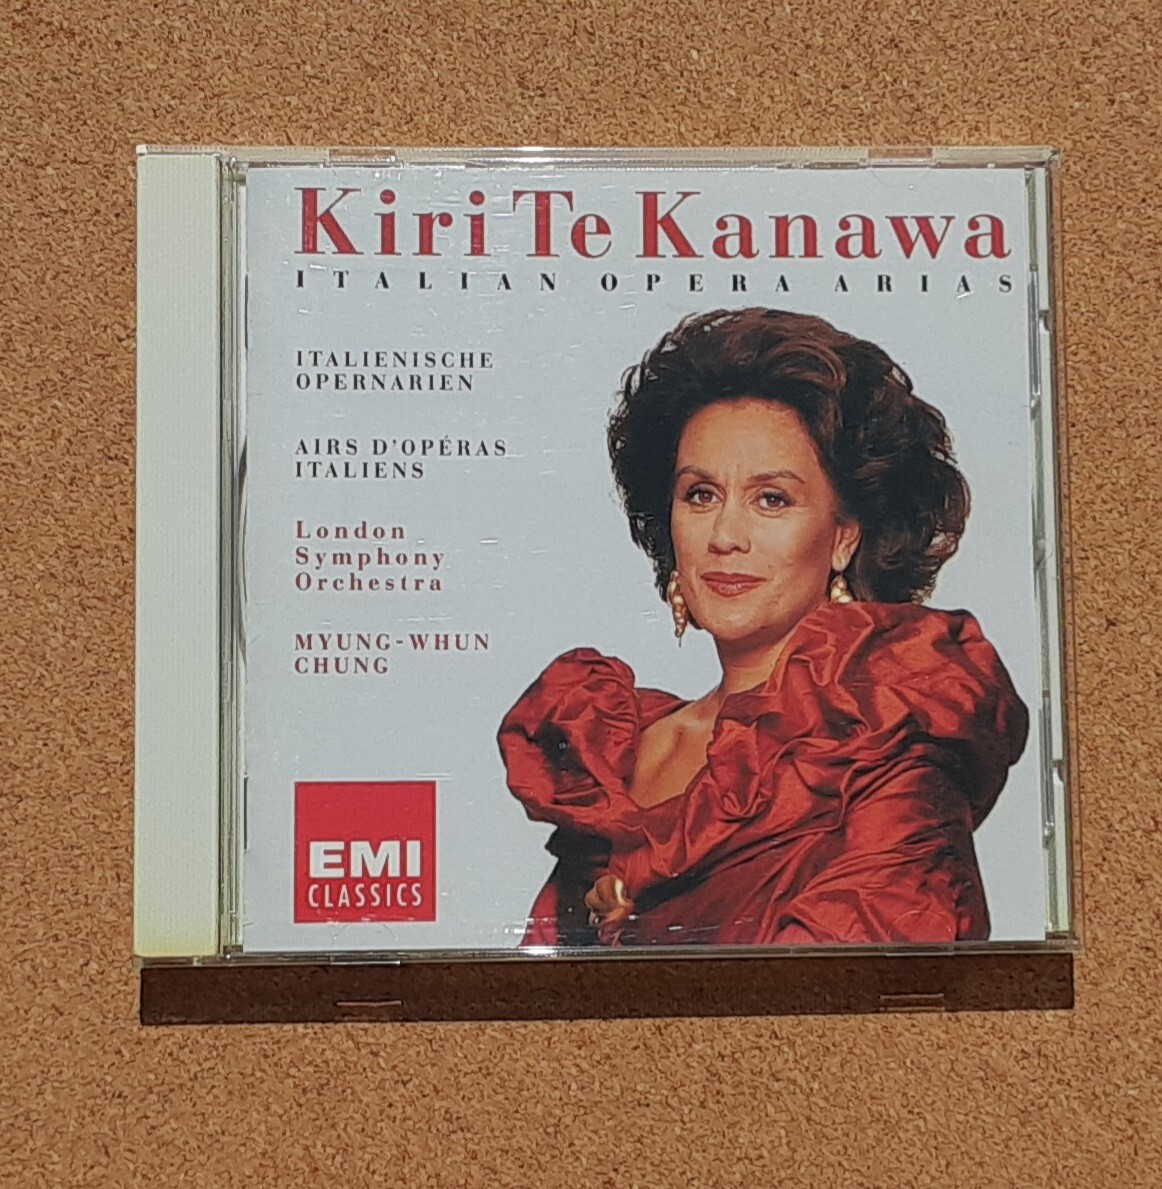 Kiri Te Kanawa
ITALIAN OPERA ARIAS
ITALIENISCHE
OPERNARIEN
AIRS D'OPÉRAS
ITALIENS
London
Symphony
Orchestra
MYUNG-WHUN
CHUNG
EMI
CLASSICS